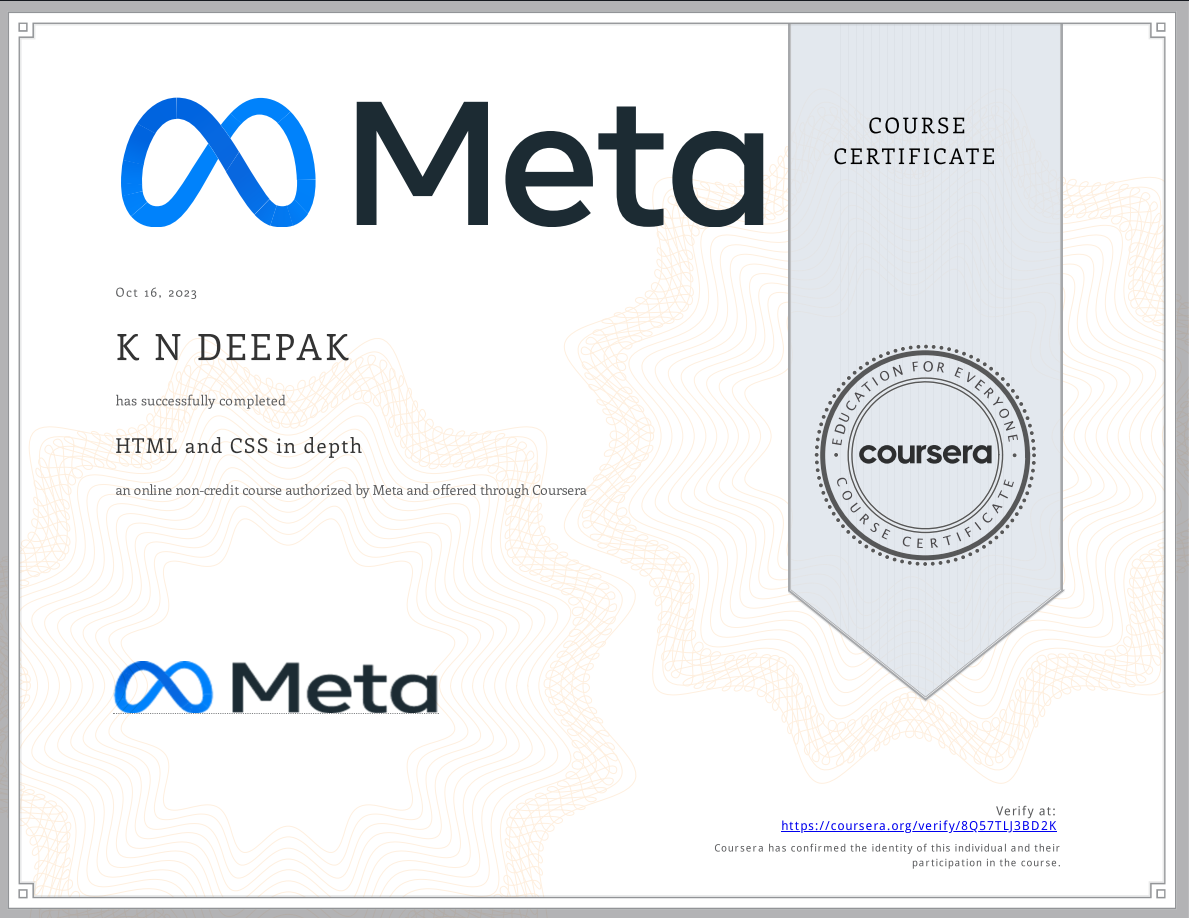 Meta
COURSE
CERTIFICATE
Oct 16, 2023
K N DEEPAK
has successfully completed
HTML and CSS in depth
an online non-credit course authorized by Meta and offered through Coursera
EDUCATION FOR EVERYONE
coursera
COURSE CERTIFICATE
Meta
Verify at:
https://coursera.org/verify/8Q57TLJ3BD2K
Coursera has confirmed the identity of this individual and their
participation in the course.